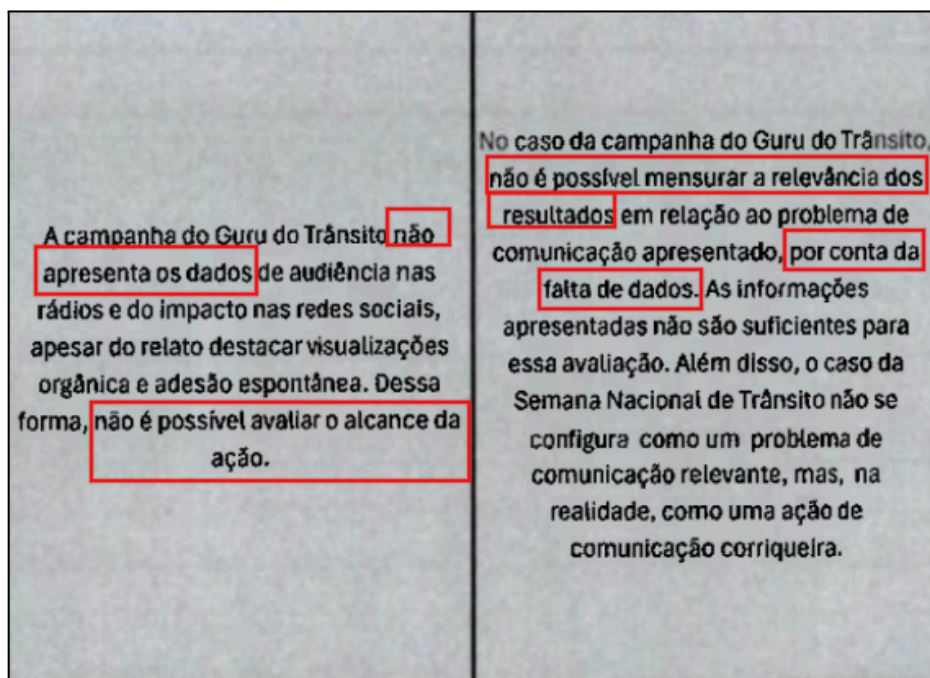 A campanha do Guru do Trânsito não
apresenta os dados de audiência nas
rádios e do impacto nas redes sociais,
apesar do relato destacar visualizações
orgânica e adesão espontânea. Dessa
forma, não é possível avaliar o alcance da
ação.
No caso da campanha do Guru do Trânsito,
não é possível mensurar a relevância dos
resultados em relação ao problema de
comunicação apresentado, por conta da
falta de dados. As informações
apresentadas não são suficientes para
essa avaliação. Além disso, o caso da
Semana Nacional de Trânsito não se
configura como um problema de
comunicação relevante, mas, na
realidade, como uma ação de
comunicação corriqueira.